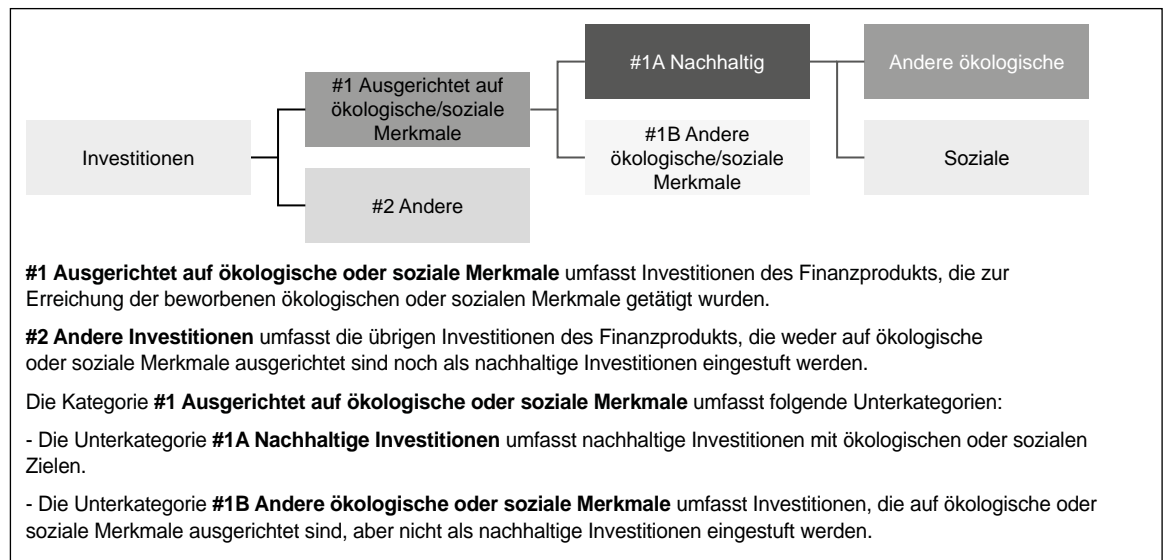 Investitionen
#1 Ausgerichtet auf
ökologische/soziale
Merkmale
#2 Andere
#1A Nachhaltig
#1B Andere
ökologische/soziale
Merkmale
Andere ökologische
Soziale
#1 Ausgerichtet auf ökologische oder soziale Merkmale umfasst Investitionen des Finanzprodukts, die zur
Erreichung der beworbenen ökologischen oder sozialen Merkmale getätigt wurden.
#2 Andere Investitionen umfasst die übrigen Investitionen des Finanzprodukts, die weder auf ökologische
oder soziale Merkmale ausgerichtet sind noch als nachhaltige Investitionen eingestuft werden.
Die Kategorie #1 Ausgerichtet auf ökologische oder soziale Merkmale umfasst folgende Unterkategorien:
- Die Unterkategorie #1A Nachhaltige Investitionen umfasst nachhaltige Investitionen mit ökologischen oder sozialen
Zielen.
- Die Unterkategorie #1B Andere ökologische oder soziale Merkmale umfasst Investitionen, die auf ökologische oder
soziale Merkmale ausgerichtet sind, aber nicht als nachhaltige Investitionen eingestuft werden.